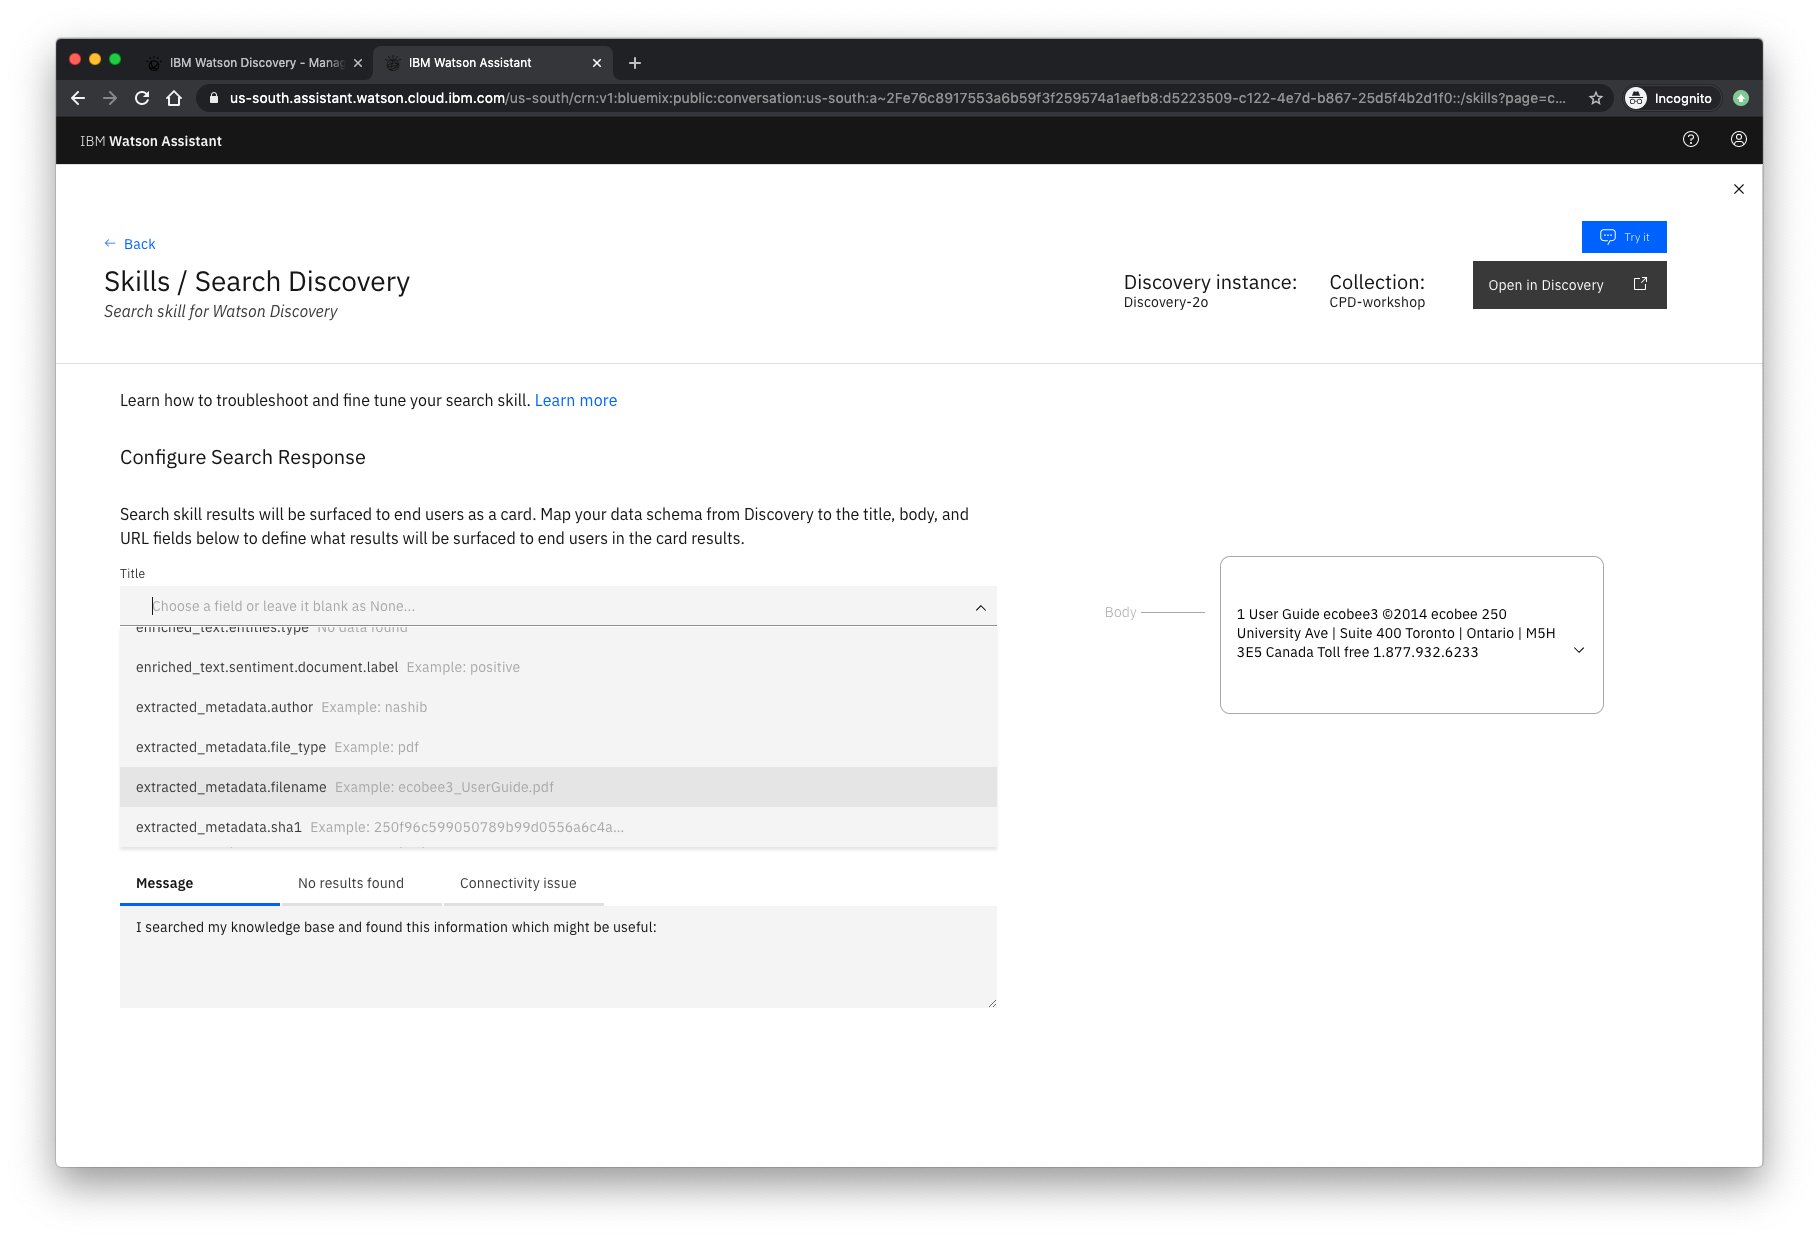 IBM Watson Discovery - Manag
IBM Watson Assistant
us-south.assistant.watson.cloud.ibm.com/us-south/crn:v1:bluemix:public:conversation:us-south:a~2Fe76c8917553a6b59f3f259574a1aefb8:d5223509-c122-4e7d-b867-25d5f4b2d1f0::/skills?page=c...
Incognito
IBM Watson Assistant
Back
Try it
Skills / Search Discovery
Search skill for Watson Discovery
Discovery instance:
Discovery-2o
Collection:
CPD-workshop
Open in Discovery
Learn how to troubleshoot and fine tune your search skill. Learn more
Configure Search Response
Search skill results will be surfaced to end users as a card. Map your data schema from Discovery to the title, body, and
URL fields below to define what results will be surfaced to end users in the card results.
Title
Choose a field or leave it blank as None...
enriched_text.entities.type No data found
enriched_text.sentiment.document.label Example: positive
extracted_metadata.author Example: nashib
extracted_metadata.file_type Example: pdf
extracted_metadata.filename Example: ecobee3_UserGuide.pdf
extracted_metadata.sha1 Example: 250f96c599050789b99d0556a6c4a...
Body
1 User Guide ecobee3 ©2014 ecobee 250
University Ave | Suite 400 Toronto | Ontario | M5H
3E5 Canada Toll free 1.877.932.6233
Message
No results found
Connectivity issue
I searched my knowledge base and found this information which might be useful: